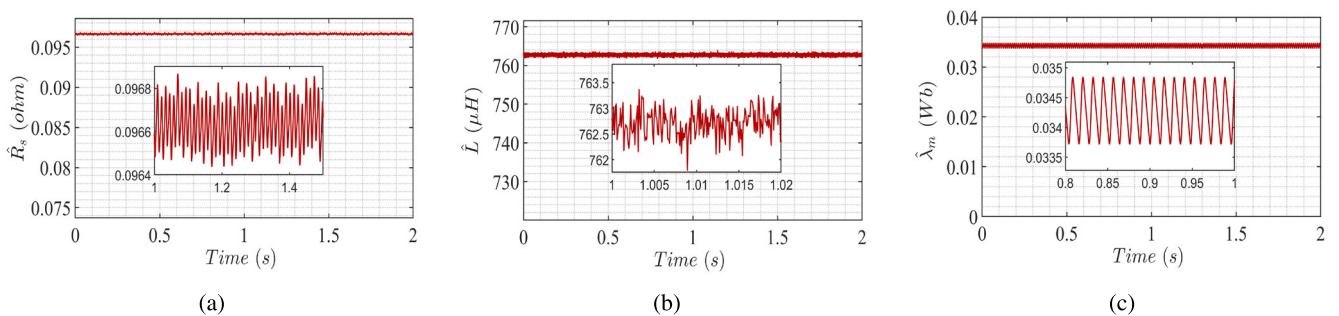 R̂s (ohm)
0.095
0.09
0.085
0.08
0.075
0.0968
0.0966
0.0964
1 1.2 1.4
0 0.5 1 1.5 2
Time (s)
(a)
L̂ (μH)
770
760
750
740
730
763.5
763
762.5
762
1 1.005 1.01 1.015 1.02
0 0.5 1 1.5 2
Time (s)
(b)
λ̂m (Wb)
0.04
0.03
0.02
0.01
0
0.035
0.0345
0.034
0.0335
0.8 0.85 0.9 0.95 1
0 0.5 1 1.5 2
Time (s)
(c)